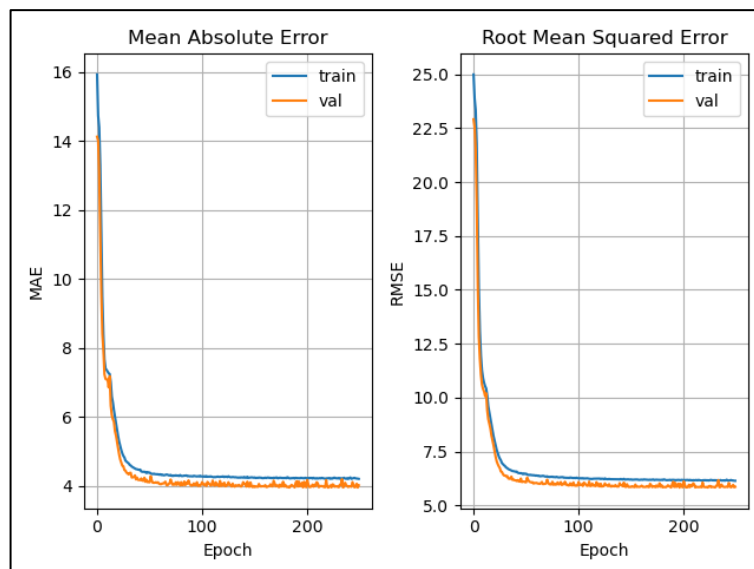 Mean Absolute Error
train
val
16
14
12
10
8
6
4
MAE
0
100
200
Epoch
Root Mean Squared Error
train
val
25.0
22.5
20.0
17.5
15.0
12.5
10.0
7.5
5.0
RMSE
0
100
200
Epoch